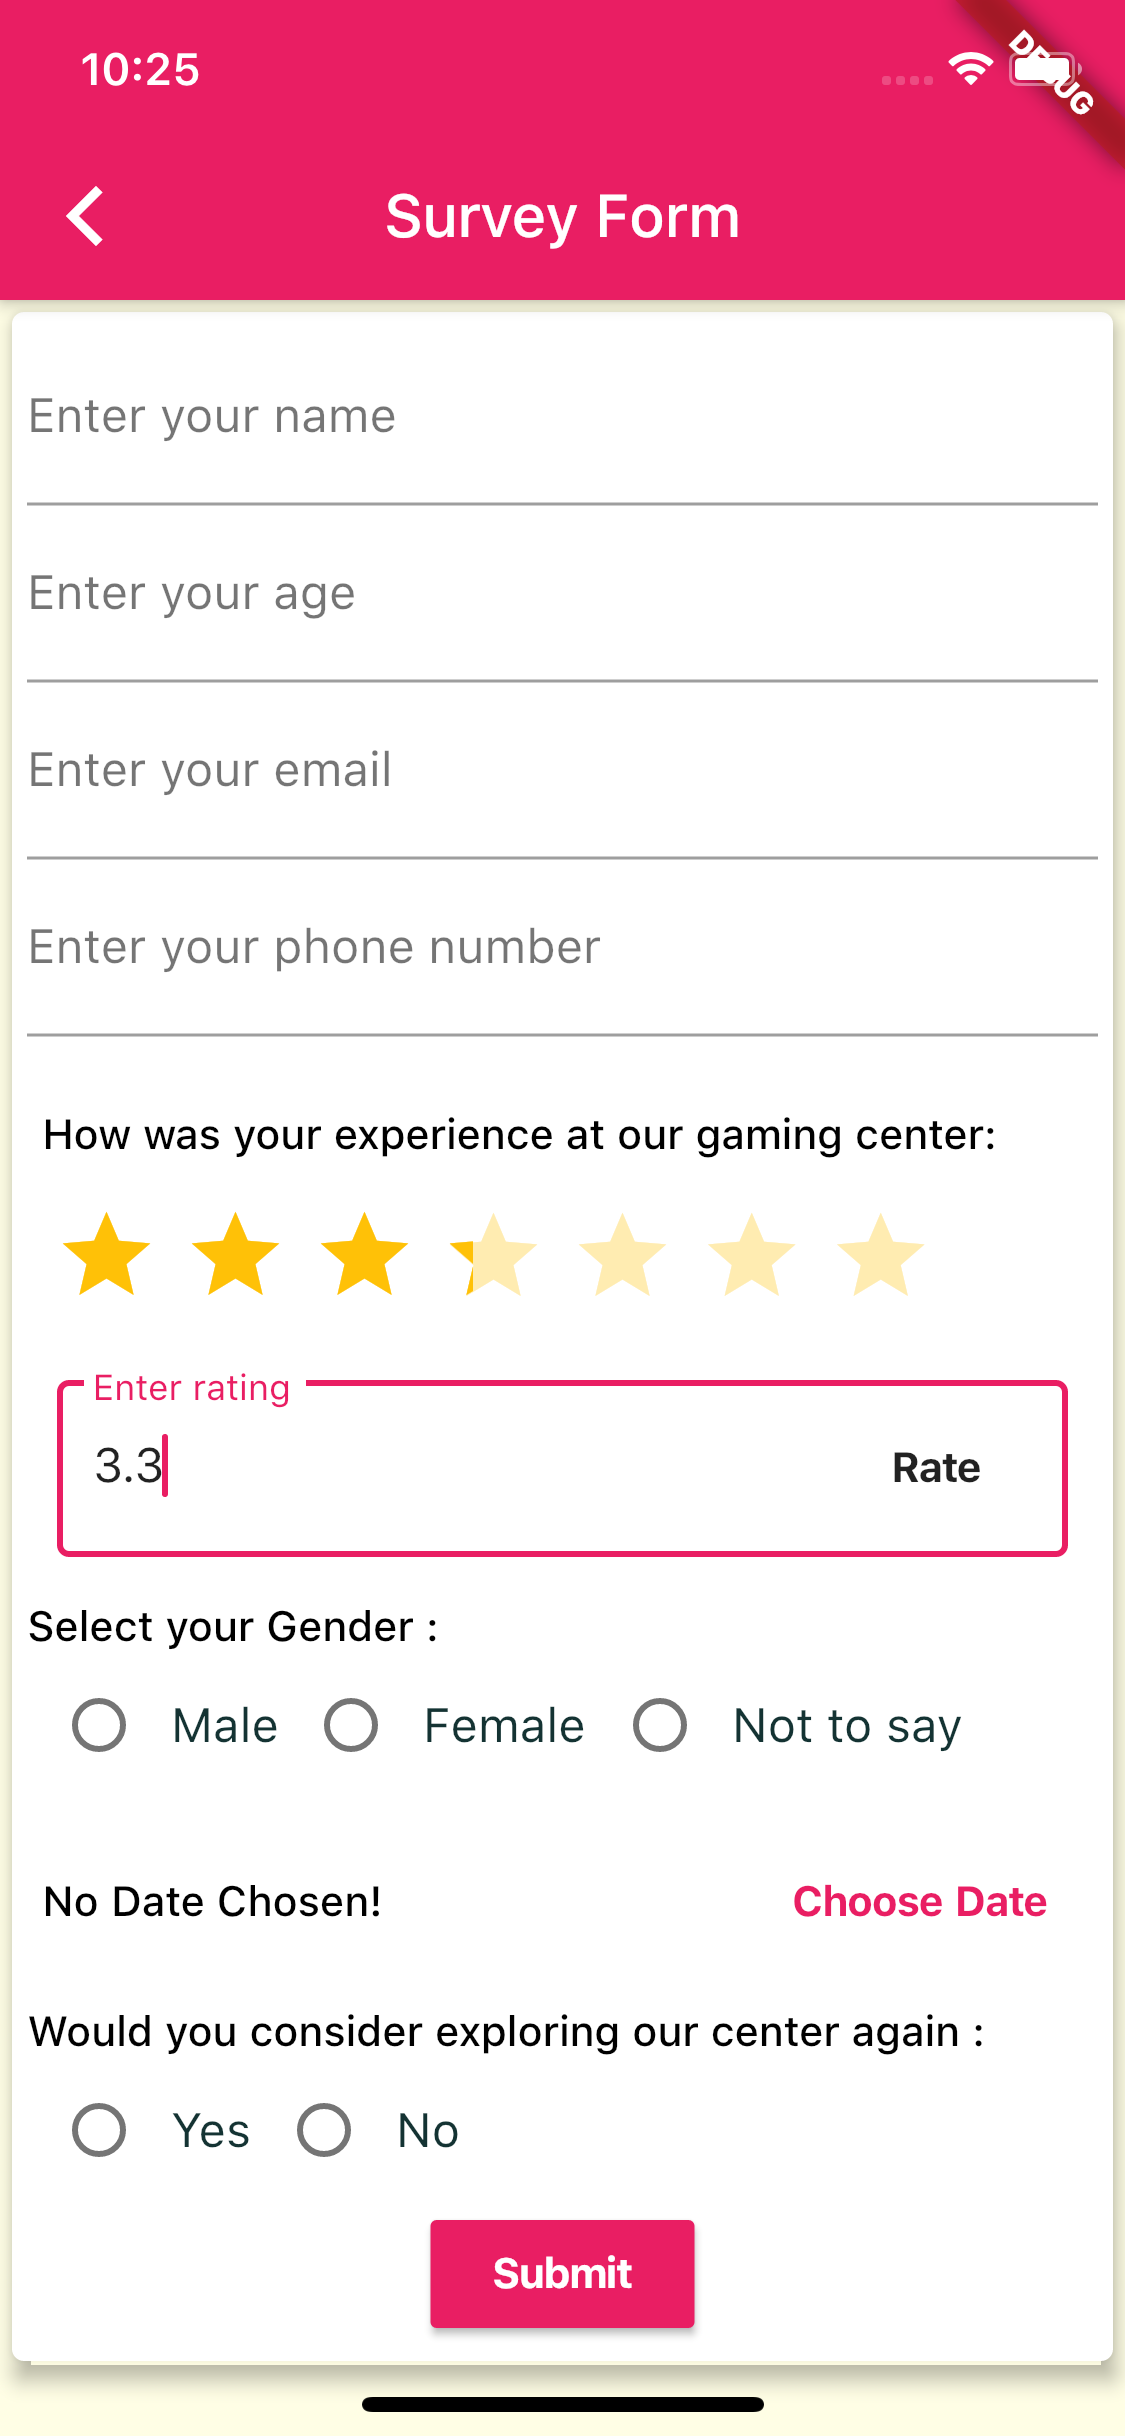 10:25
DEBUG
Survey Form
Enter your name
Enter your age
Enter your email
Enter your phone number
How was your experience at our gaming center:
Enter rating
3.3 Rate
Select your Gender :
Male Female Not to say
No Date Chosen! Choose Date
Would you consider exploring our center again :
Yes No
Submit